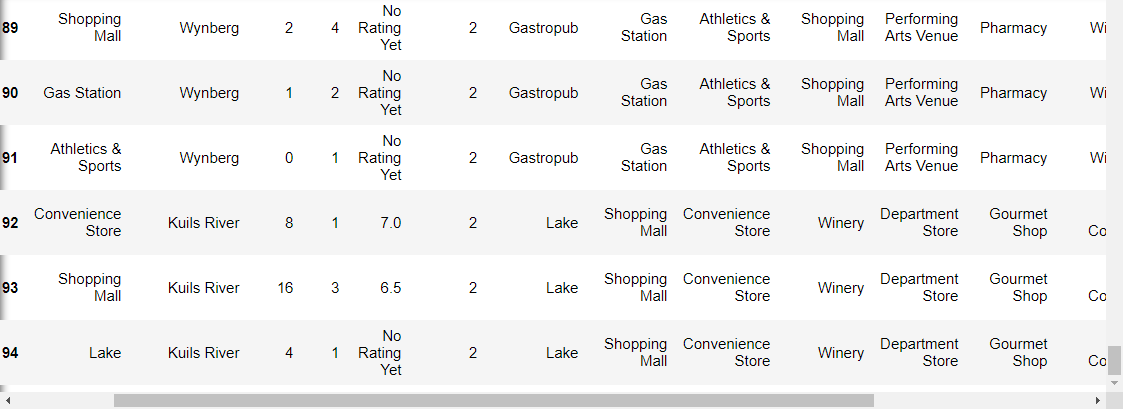 89 Shopping Mall Wynberg 2 4 No Rating Yet 2 Gastropub Gas Station Athletics & Sports Shopping Mall Performing Arts Venue Pharmacy Wi
90 Gas Station Wynberg 1 2 No Rating Yet 2 Gastropub Gas Station Athletics & Sports Shopping Mall Performing Arts Venue Pharmacy Wi
91 Athletics & Sports Wynberg 0 1 No Rating Yet 2 Gastropub Gas Station Athletics & Sports Shopping Mall Performing Arts Venue Pharmacy Wi
92 Convenience Store Kuils River 8 1 7.0 2 Lake Shopping Mall Convenience Store Winery Department Store Gourmet Shop Co
93 Shopping Mall Kuils River 16 3 6.5 2 Lake Shopping Mall Convenience Store Winery Department Store Gourmet Shop Co
94 Lake Kuils River 4 1 No Rating Yet 2 Lake Shopping Mall Convenience Store Winery Department Store Gourmet Shop Co